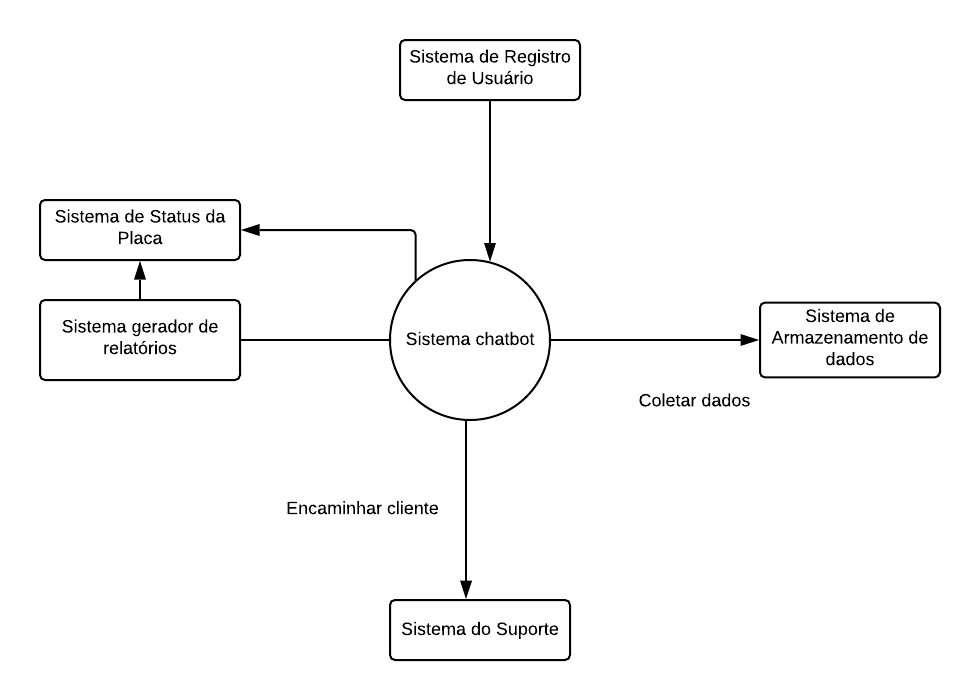 Sistema de Registro
de Usuário
Sistema de Status da
Placa
Sistema gerador de
relatórios
Sistema chatbot
Sistema de
Armazenamento de
dados
Coletar dados
Encaminhar cliente
Sistema do Suporte